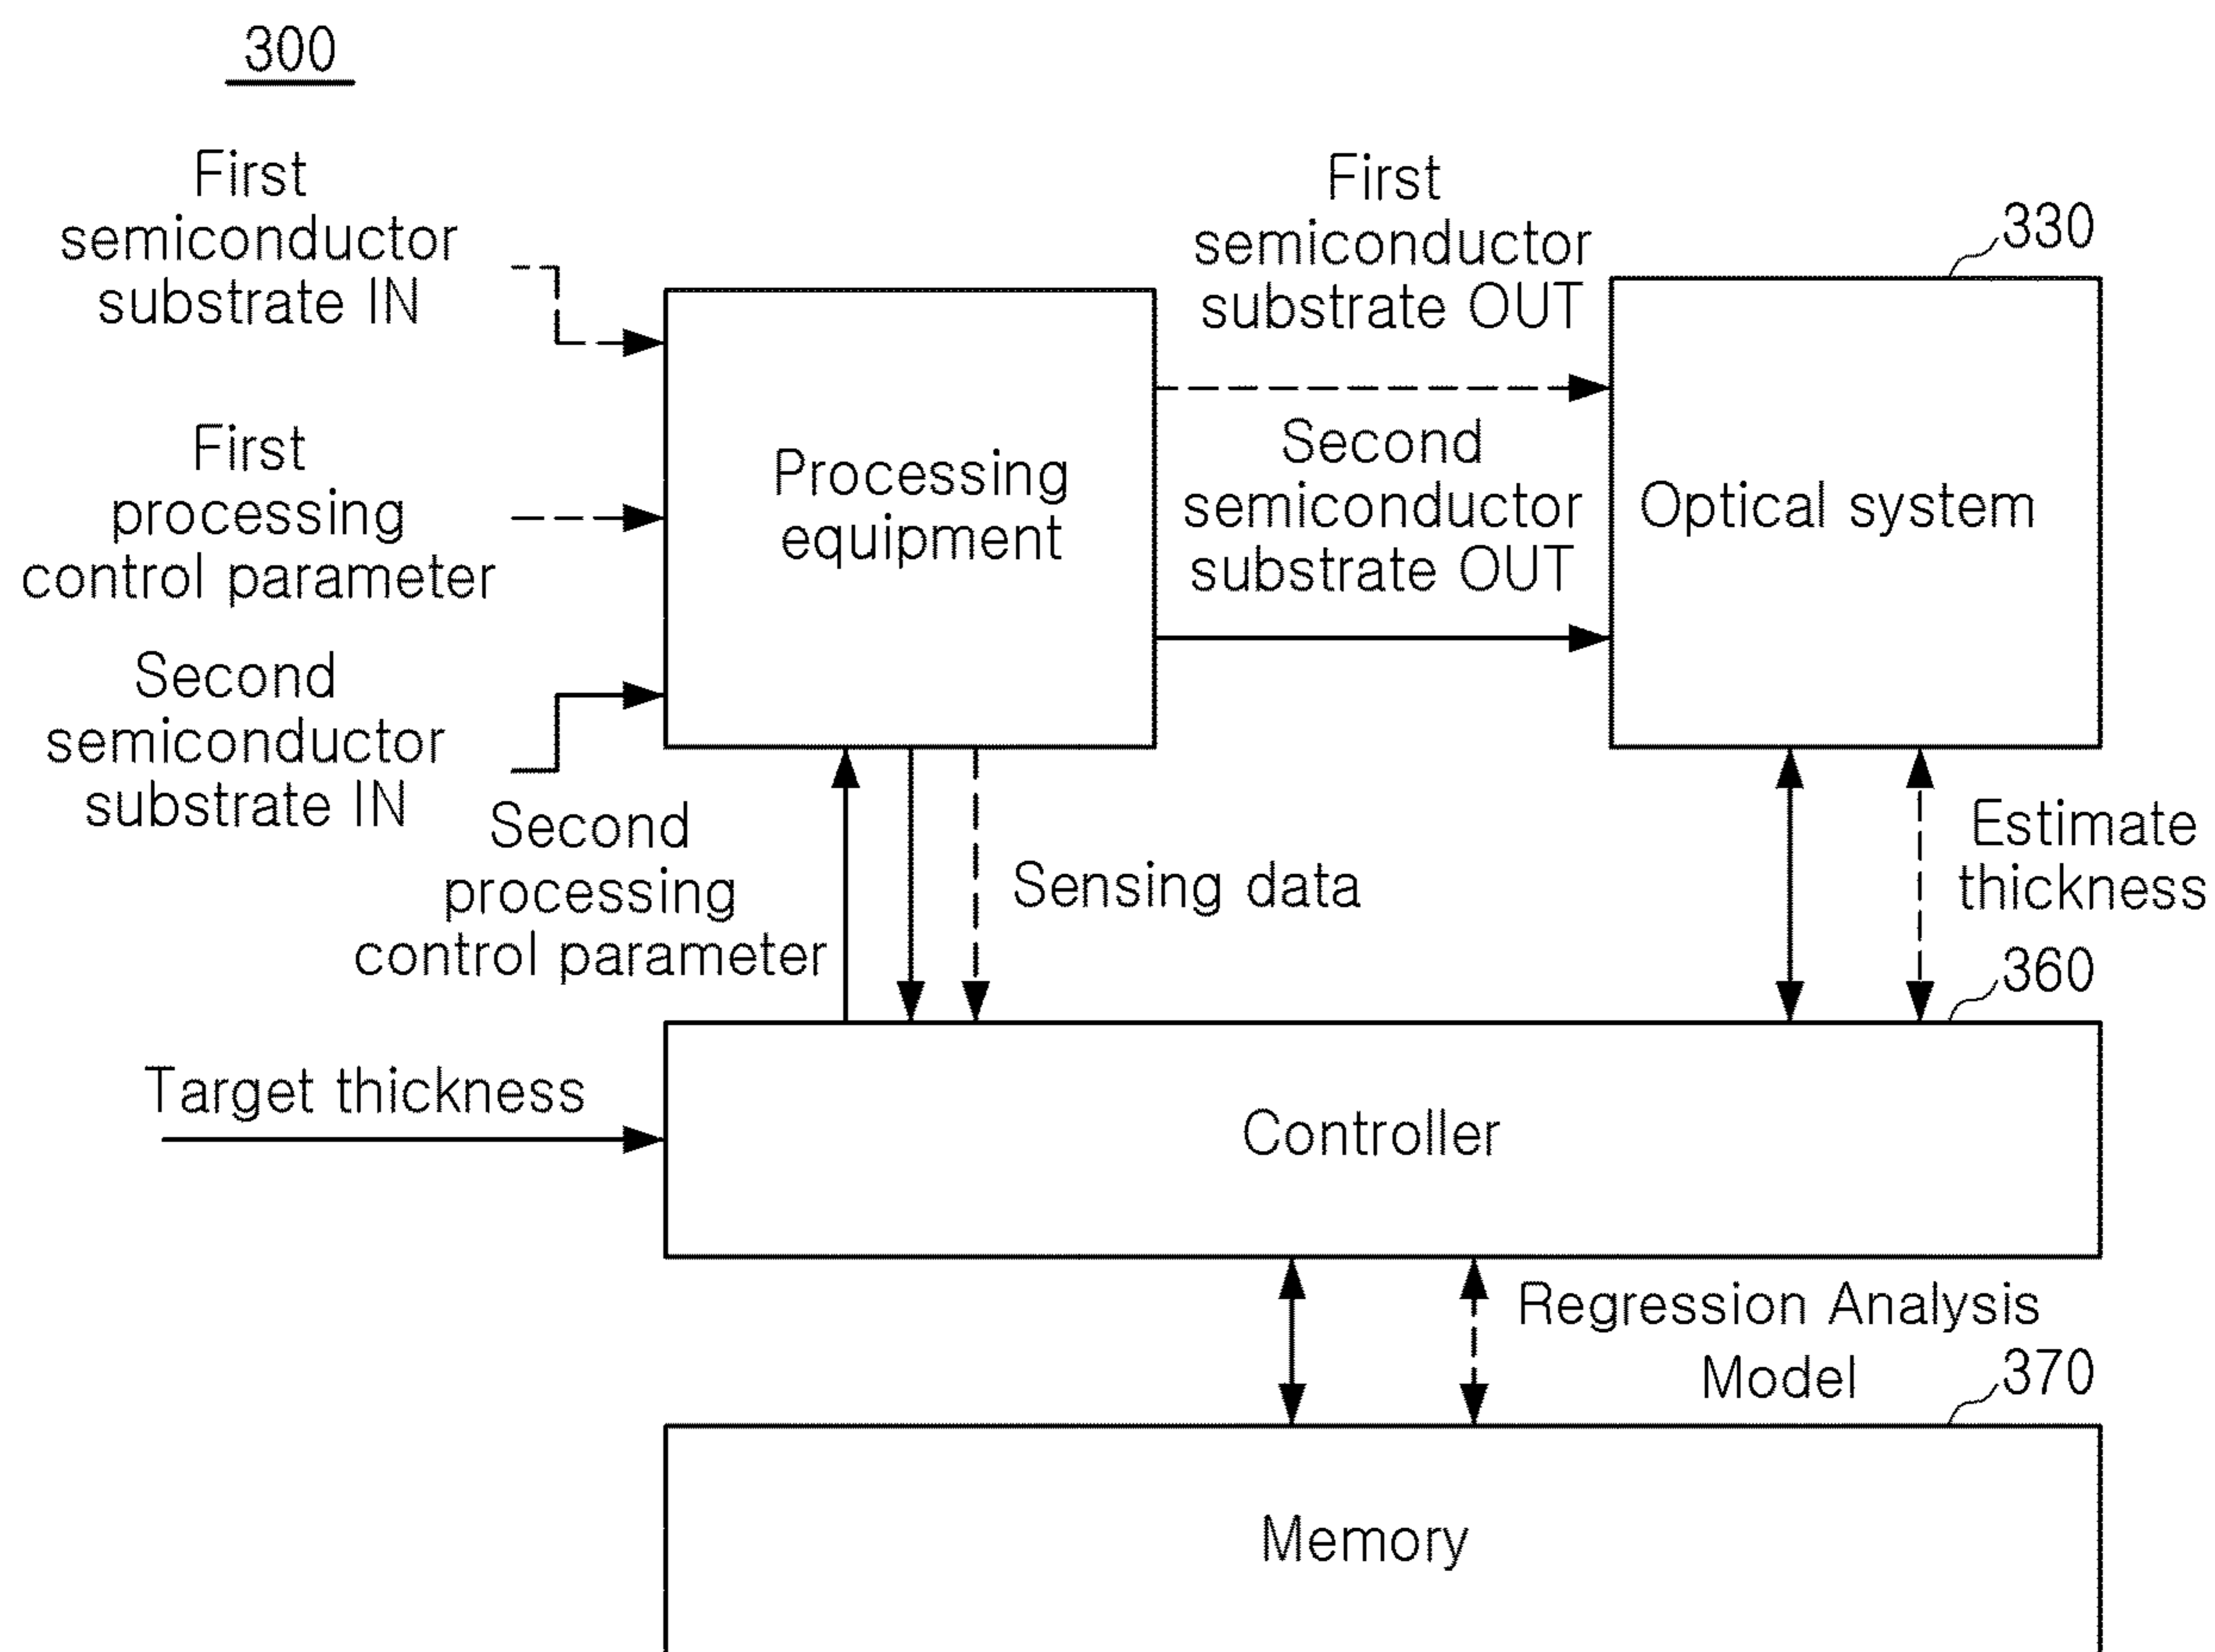 300
First
semiconductor
substrate IN
First
semiconductor
substrate OUT
330
First
processing
control parameter
Processing
equipment
Second
semiconductor
substrate OUT
Optical system
Second
semiconductor
substrate IN
Second
processing
control parameter
Sensing data
Estimate
thickness
360
Target thickness
Controller
Regression Analysis
Model
370
Memory